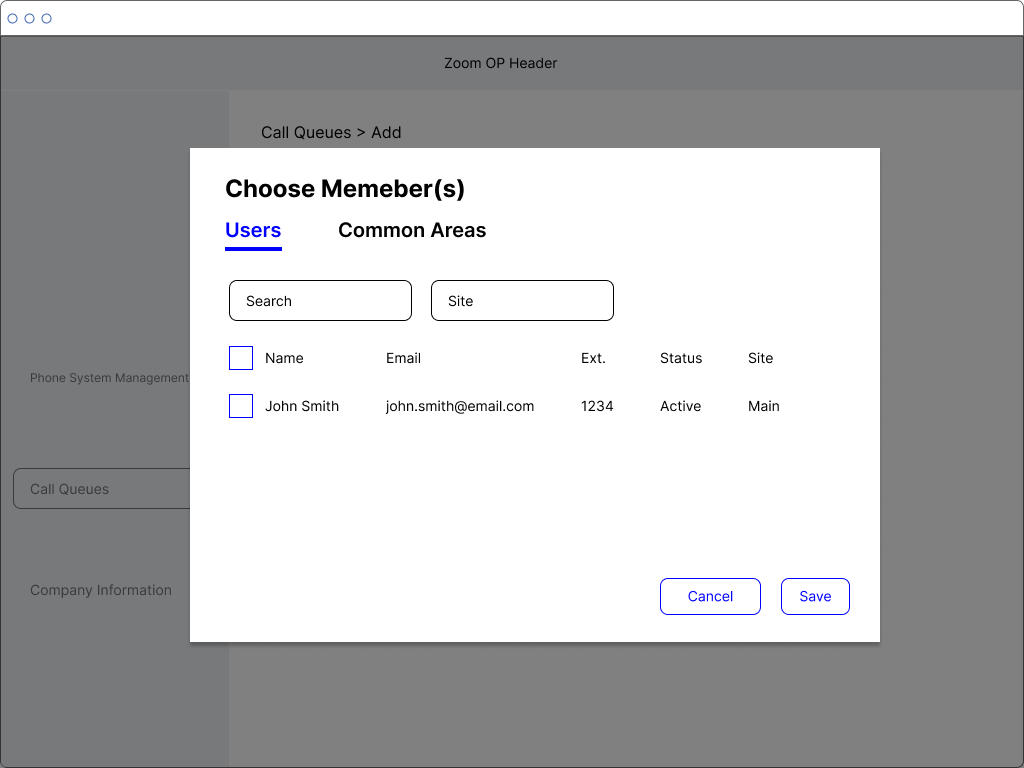 Zoom OP Header
Call Queues > Add
Choose Memeber(s)
Users Common Areas
Search Site
Name Email Ext. Status Site
Phone System Management
John Smith john.smith@email.com 1234 Active Main
Call Queues
Company Information
Cancel Save